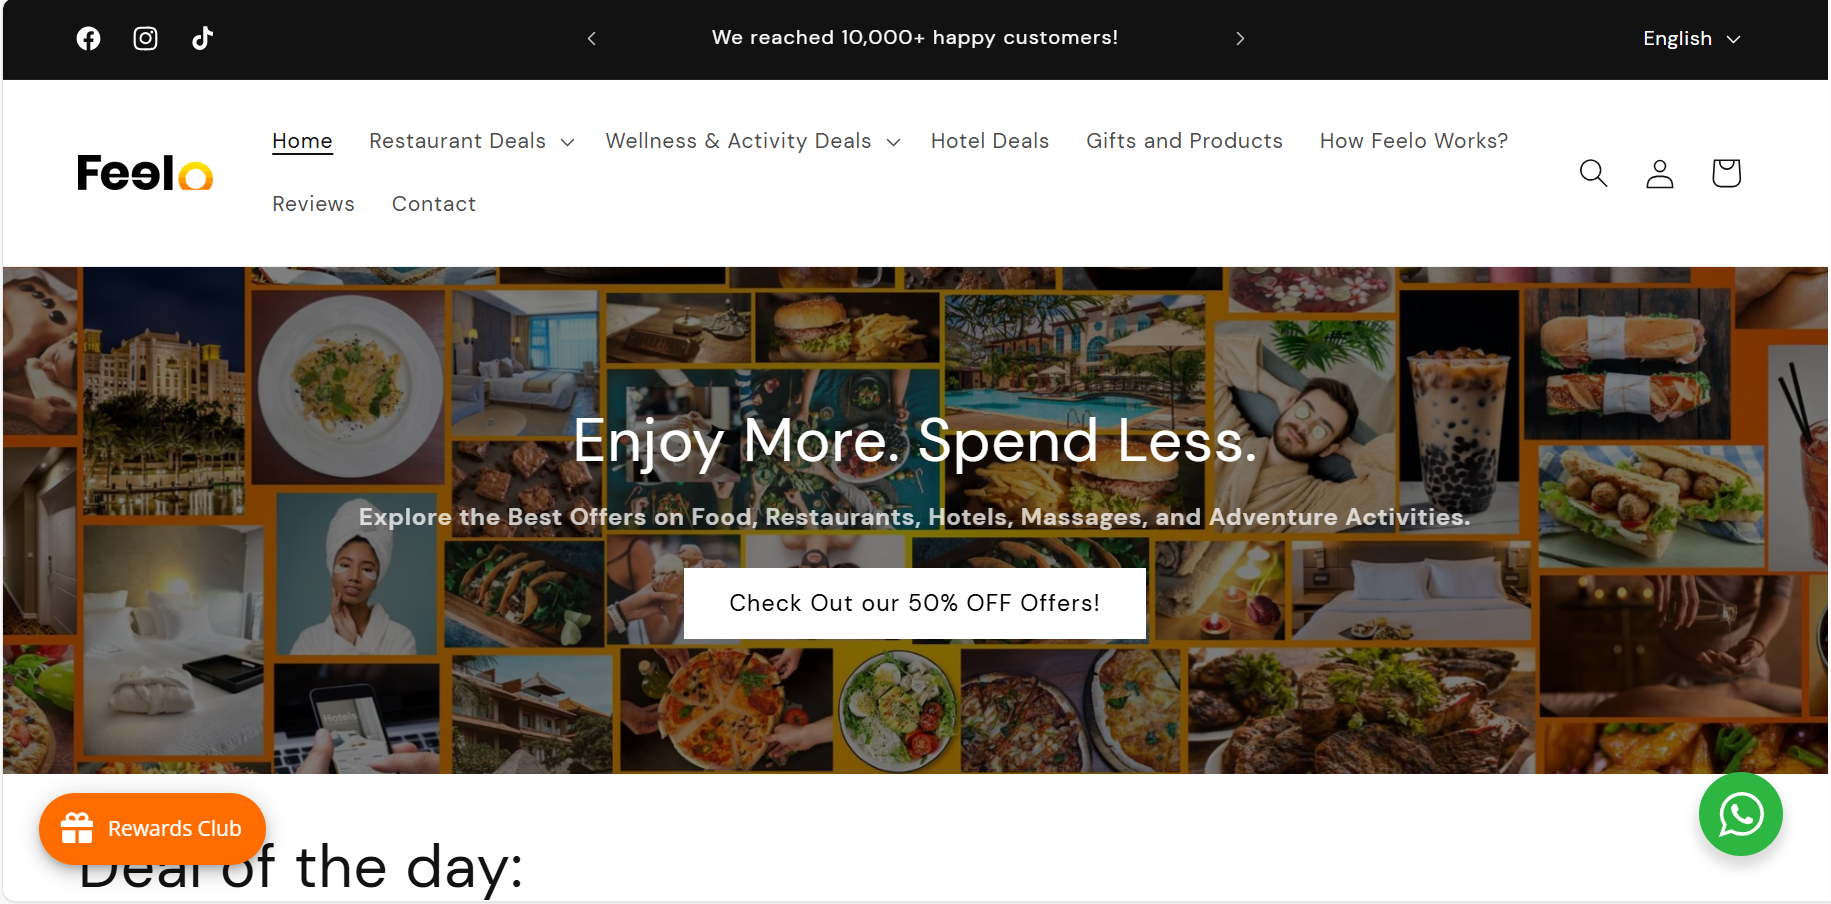 We reached 10,000+ happy customers!
English
Feelo
Home Restaurant Deals Wellness & Activity Deals Hotel Deals Gifts and Products How Feelo Works?
Reviews Contact
Enjoy More. Spend Less.
Explore the Best Offers on Food, Restaurants, Hotels, Massages, and Adventure Activities.
Check Out our 50% OFF Offers!
Hotels
Rewards Club
Deal of the day: